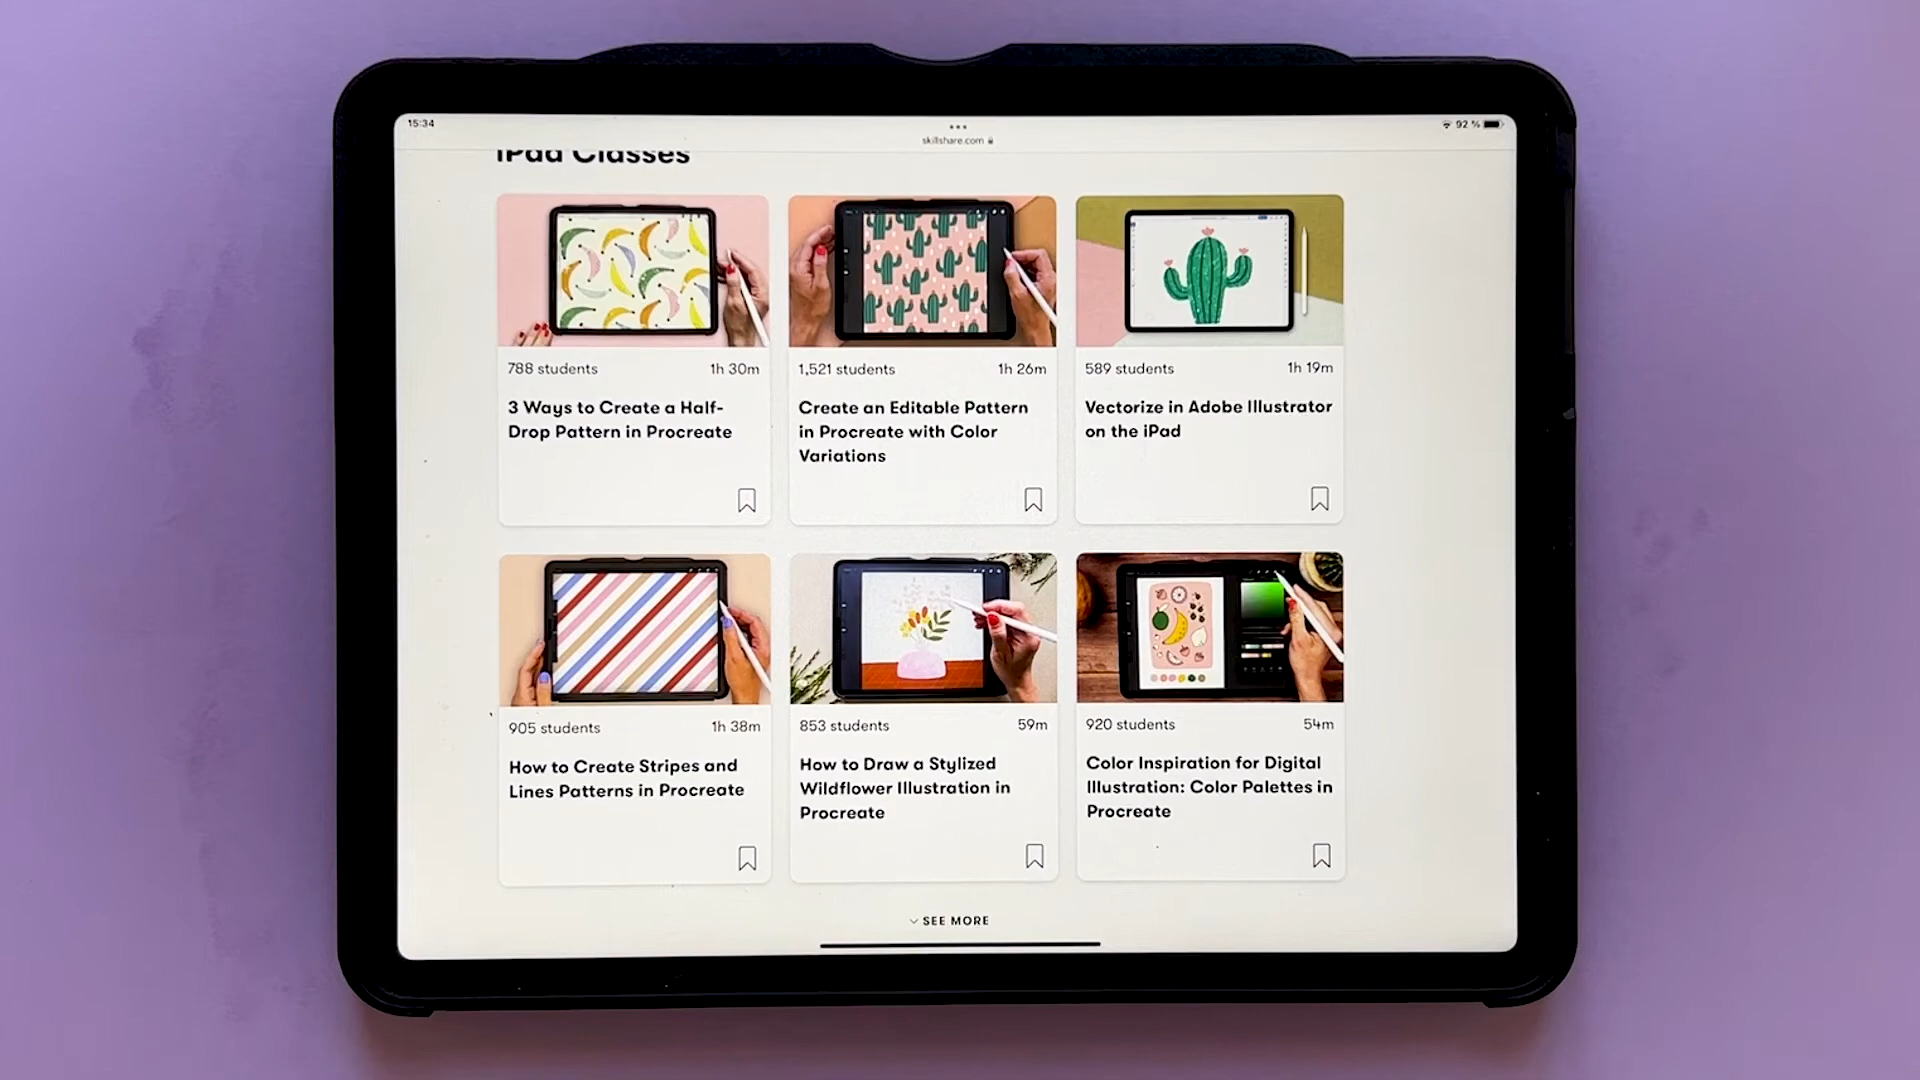 15:34
92 %
skillshare.com
iPad Classes
788 students 1h 30m
3 Ways to Create a Half-
Drop Pattern in Procreate
1,521 students 1h 26m
Create an Editable Pattern
in Procreate with Color
Variations
589 students 1h 19m
Vectorize in Adobe Illustrator
on the iPad
905 students 1h 38m
How to Create Stripes and
Lines Patterns in Procreate
853 students 59m
How to Draw a Stylized
Wildflower Illustration in
Procreate
920 students 54m
Color Inspiration for Digital
Illustration: Color Palettes in
Procreate
SEE MORE